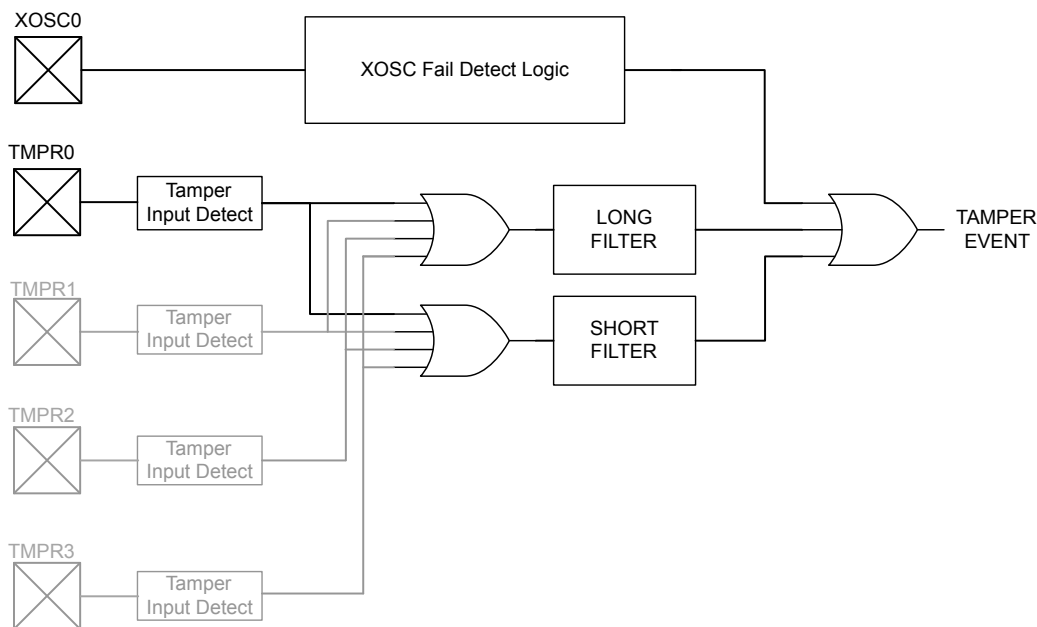 XOSC0
XOSC Fail Detect Logic
TMPR0
Tamper
Input Detect
LONG
FILTER
TAMPER
EVENT
TMPR1
Tamper
Input Detect
SHORT
FILTER
TMPR2
Tamper
Input Detect
TMPR3
Tamper
Input Detect